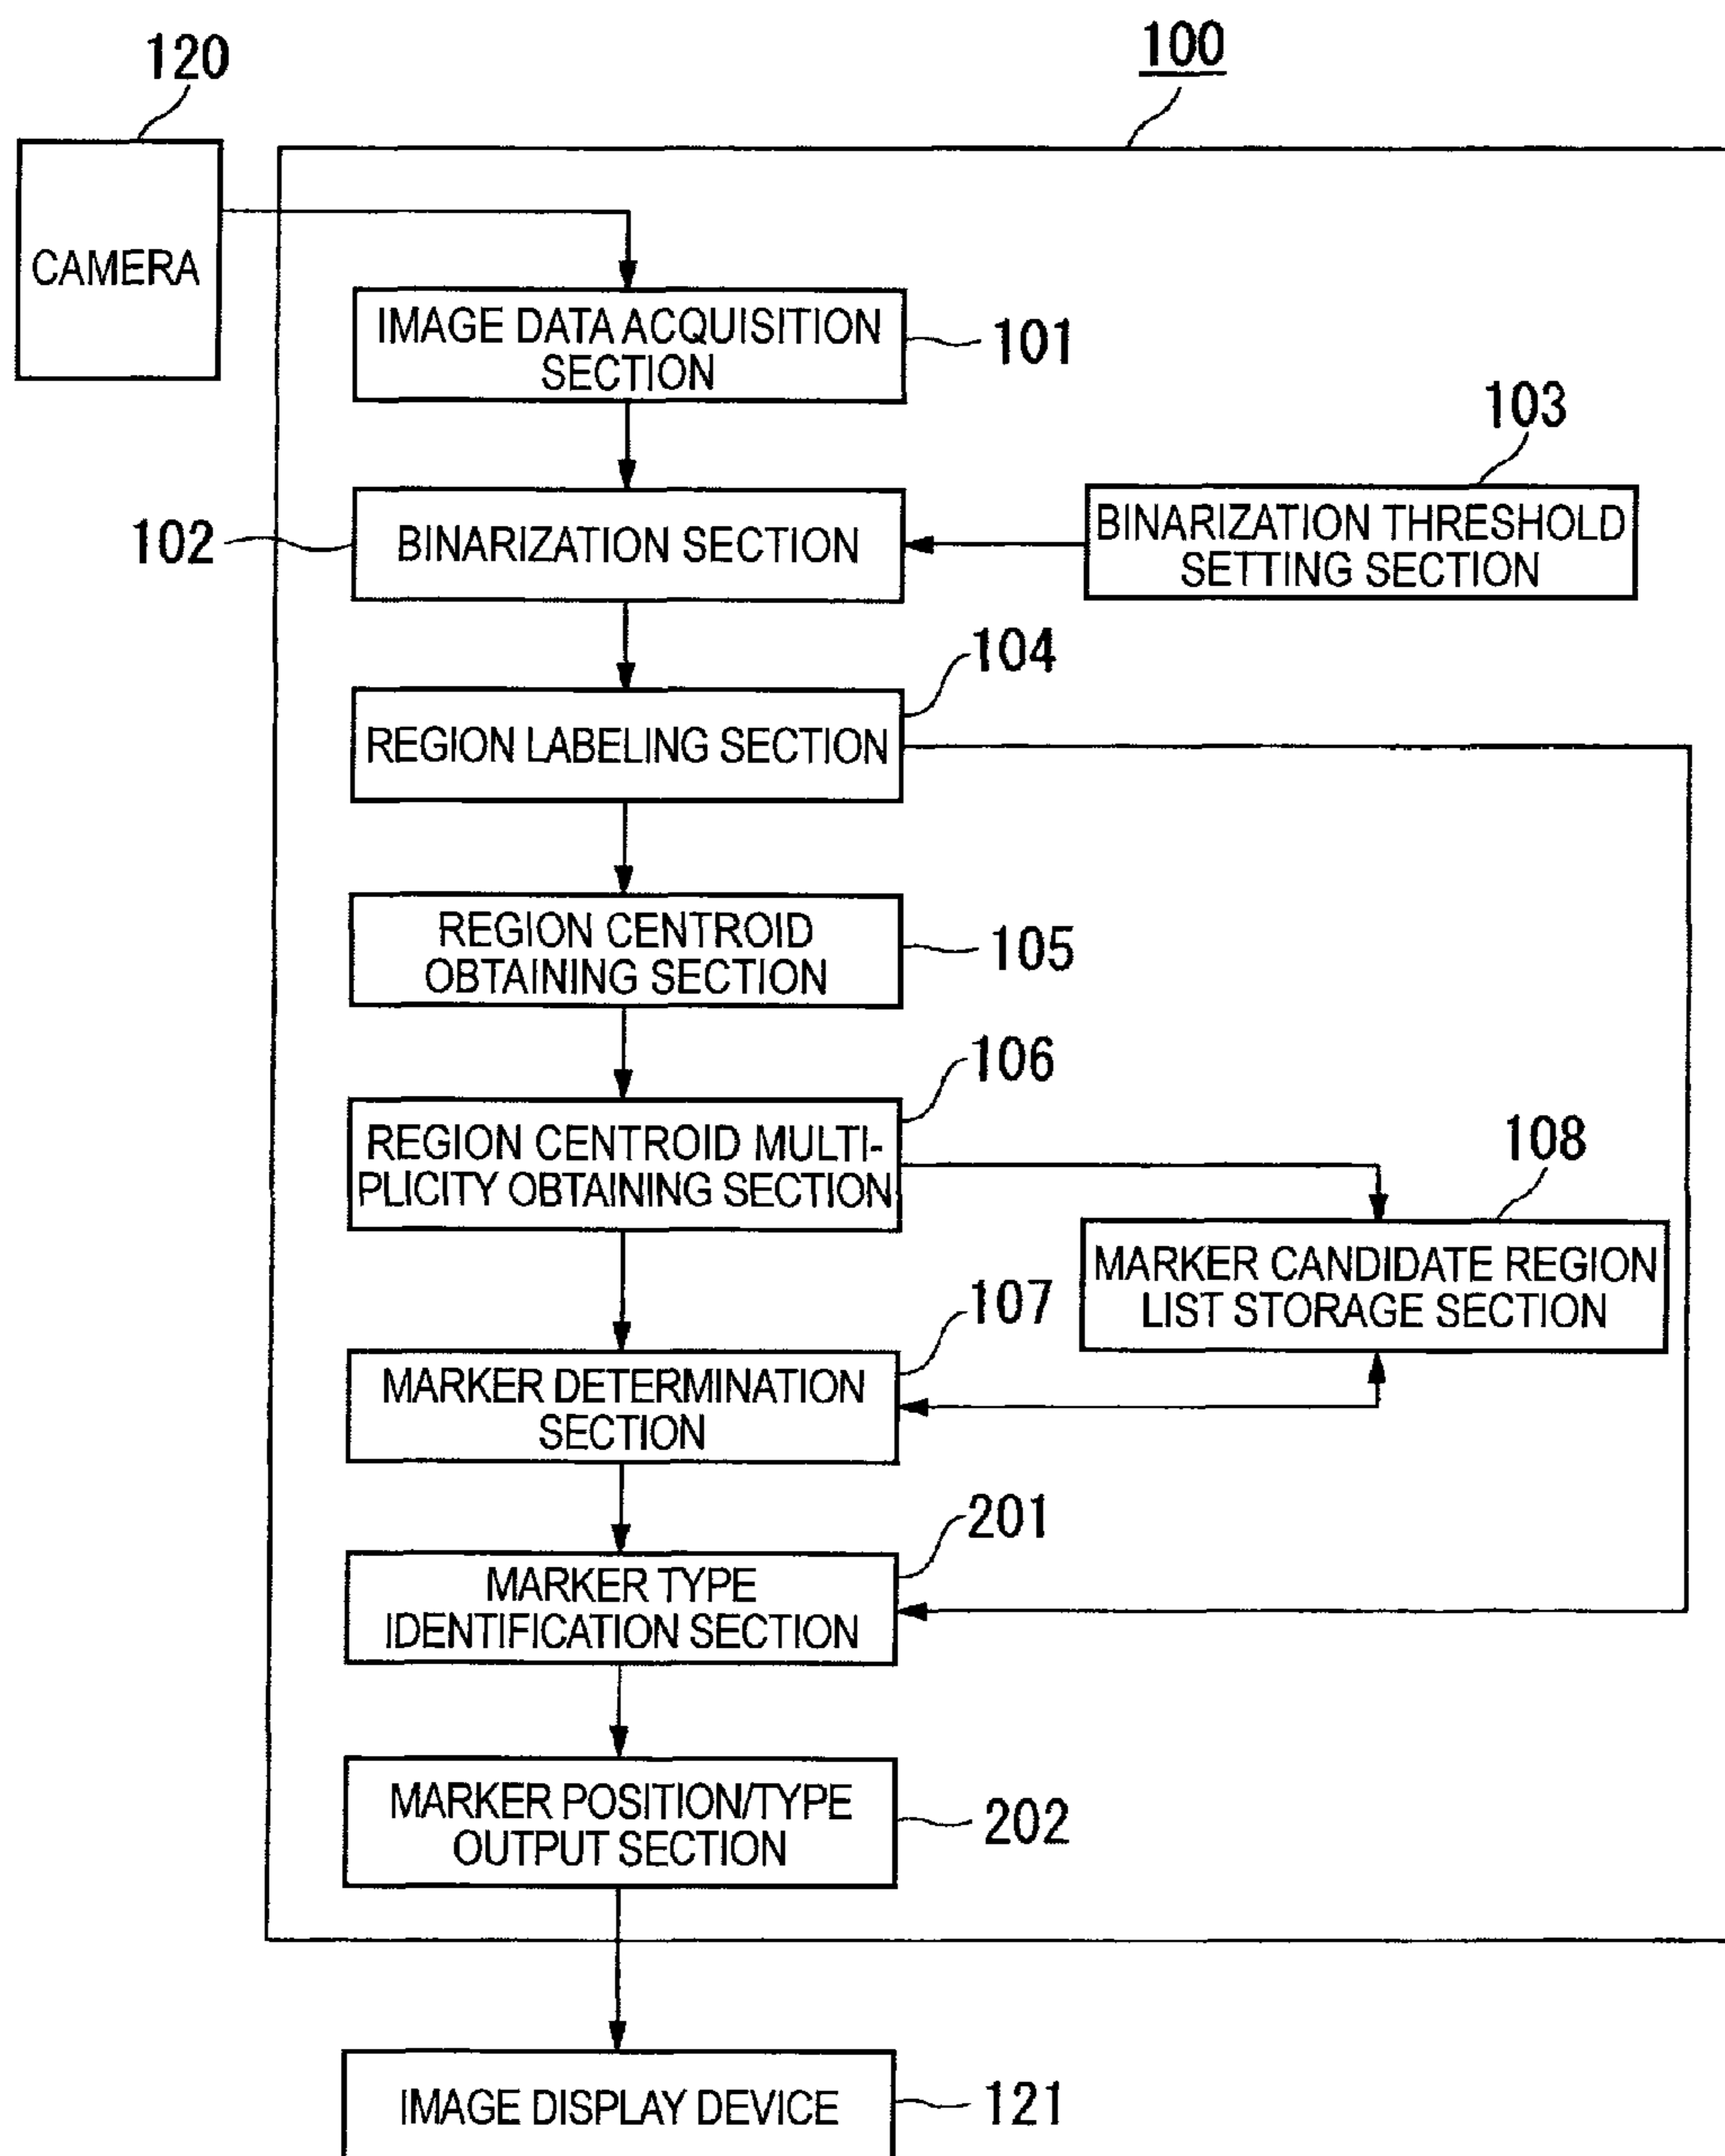 120
100
CAMERA
IMAGE DATA ACQUISITION
SECTION
101
103
102
BINARIZATION SECTION
BINARIZATION THRESHOLD
SETTING SECTION
104
REGION LABELING SECTION
REGION CENTROID
OBTAINING SECTION
105
106
REGION CENTROID MULTI-
PLICITY OBTAINING SECTION
108
MARKER CANDIDATE REGION
LIST STORAGE SECTION
107
MARKER DETERMINATION
SECTION
201
MARKER TYPE
IDENTIFICATION SECTION
MARKER POSITION/TYPE
OUTPUT SECTION
202
IMAGE DISPLAY DEVICE
121